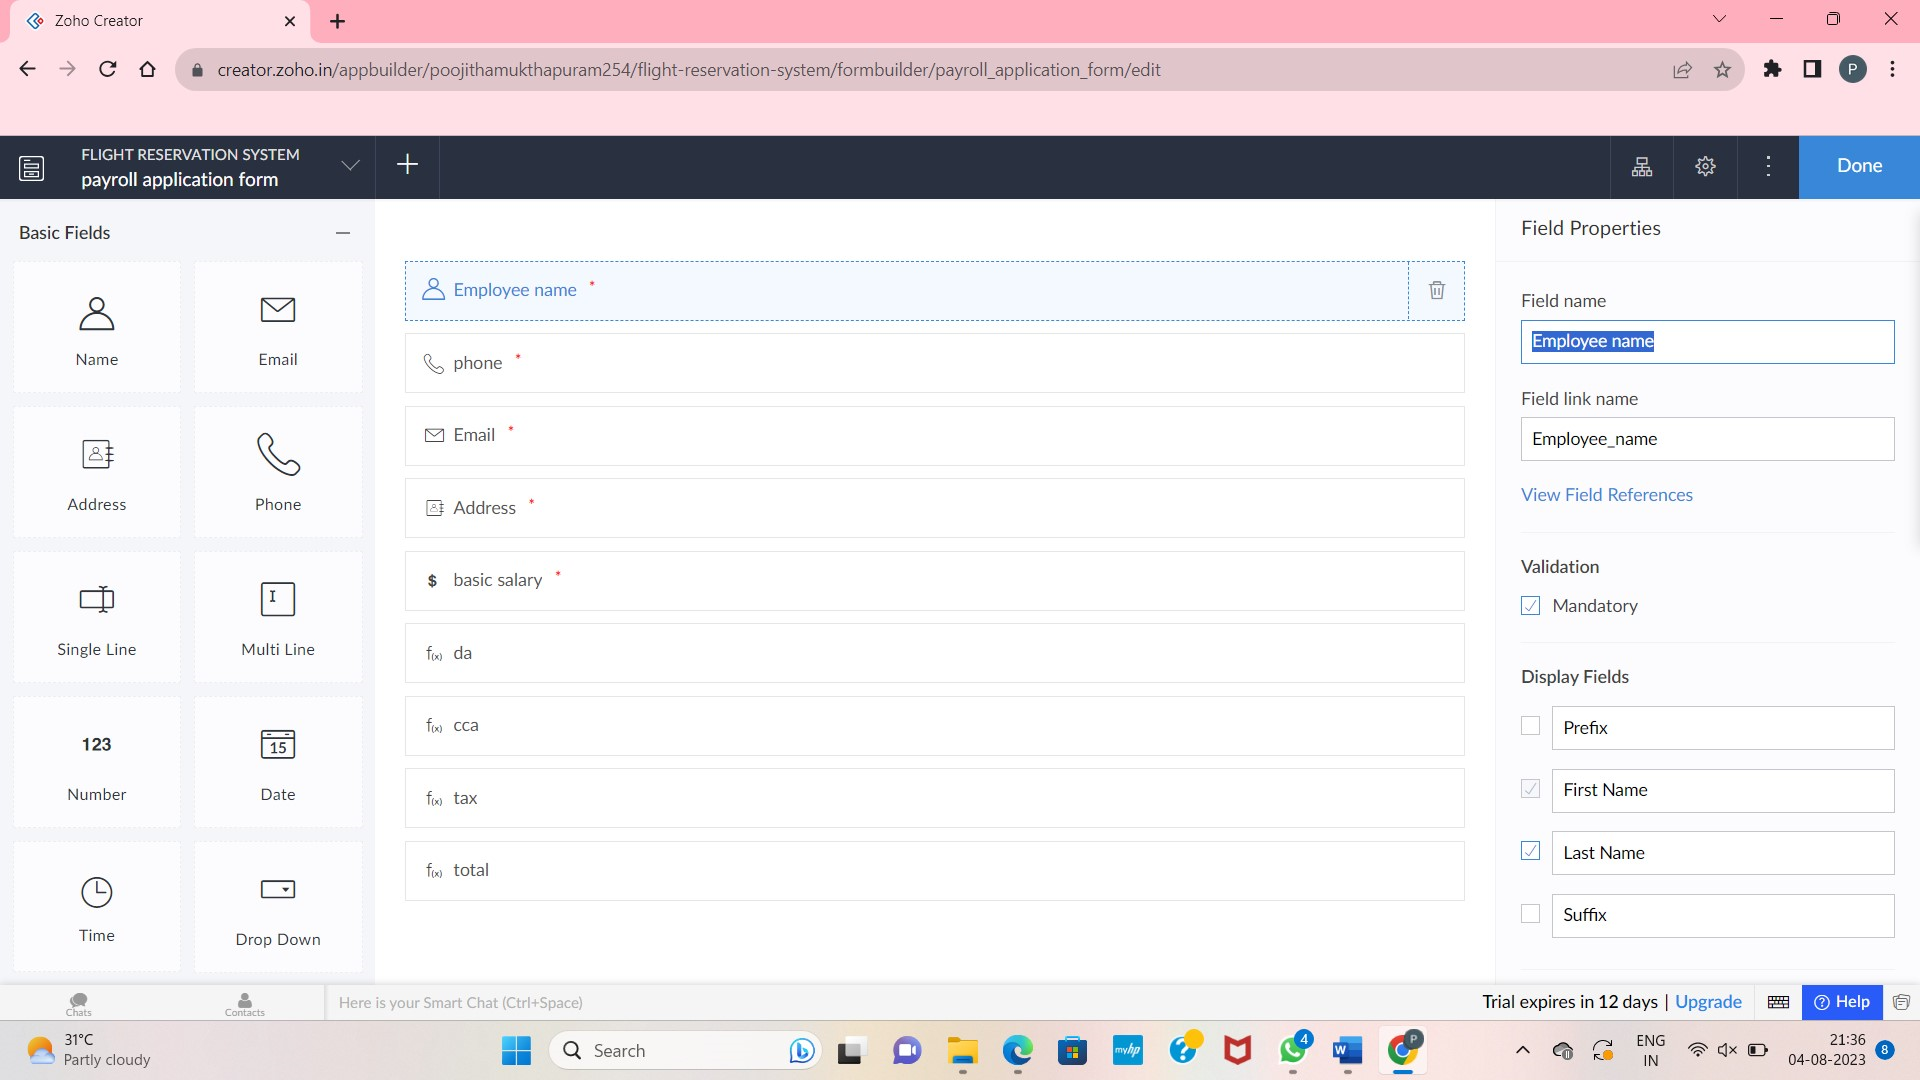 Zoho Creator
creator.zoho.in/appbuilder/poojithamukthapuram254/flight-reservation-system/formbuilder/payroll_application_form/edit
P
FLIGHT RESERVATION SYSTEM
payroll application form
Done
Basic Fields
Name
Email
Address
Phone
Single Line
Multi Line
123
Number
15
Date
Time
Drop Down
Employee name *
phone *
Email *
Address *
$ basic salary *
f(x) da
f(x) cca
f(x) tax
f(x) total
Field Properties
Field name
Employee name
Field link name
Employee_name
View Field References
Validation
Mandatory
Display Fields
Prefix
First Name
Last Name
Suffix
Chats
Contacts
Here is your Smart Chat (Ctrl+Space)
Trial expires in 12 days | Upgrade
Help
31°C
Partly cloudy
Search
myhp
4
W
P
ENG
IN
21:36
04-08-2023
8